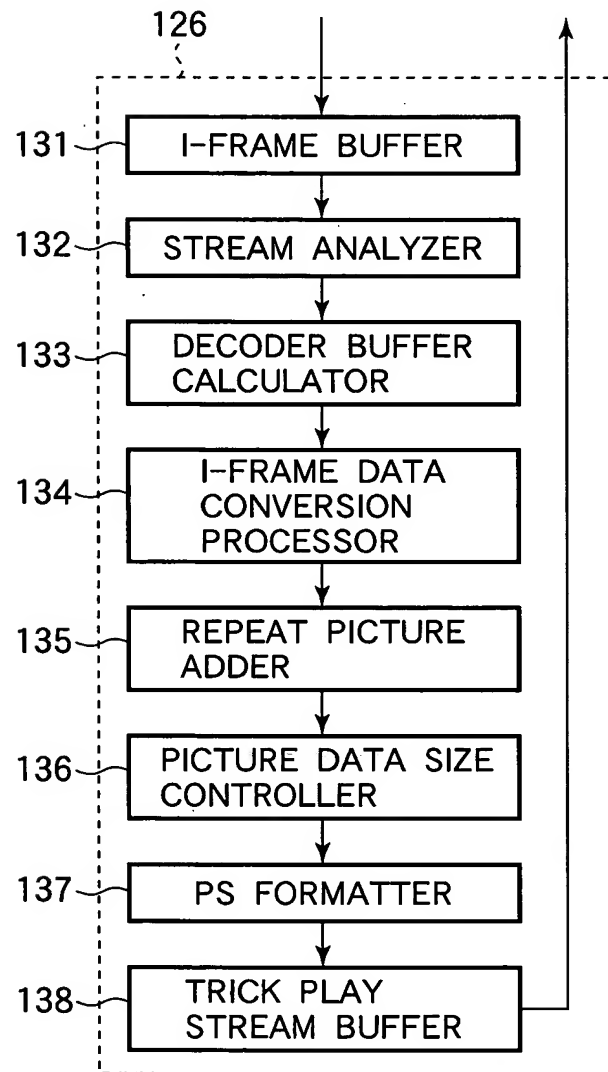 126
131
I-FRAME BUFFER
132
STREAM ANALYZER
133
DECODER BUFFER
CALCULATOR
134
I-FRAME DATA
CONVERSION
PROCESSOR
135
REPEAT PICTURE
ADDER
136
PICTURE DATA SIZE
CONTROLLER
137
PS FORMATTER
138
TRICK PLAY
STREAM BUFFER